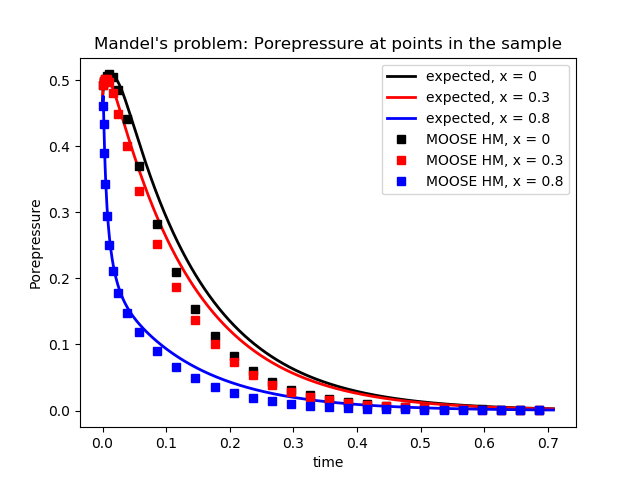 Mandel's problem: Porepressure at points in the sample
expected, x = 0
expected, x = 0.3
expected, x = 0.8
MOOSE HM, x = 0
MOOSE HM, x = 0.3
MOOSE HM, x = 0.8
Porepressure
0.5
0.4
0.3
0.2
0.1
0.0
0.0 0.1 0.2 0.3 0.4 0.5 0.6 0.7
time